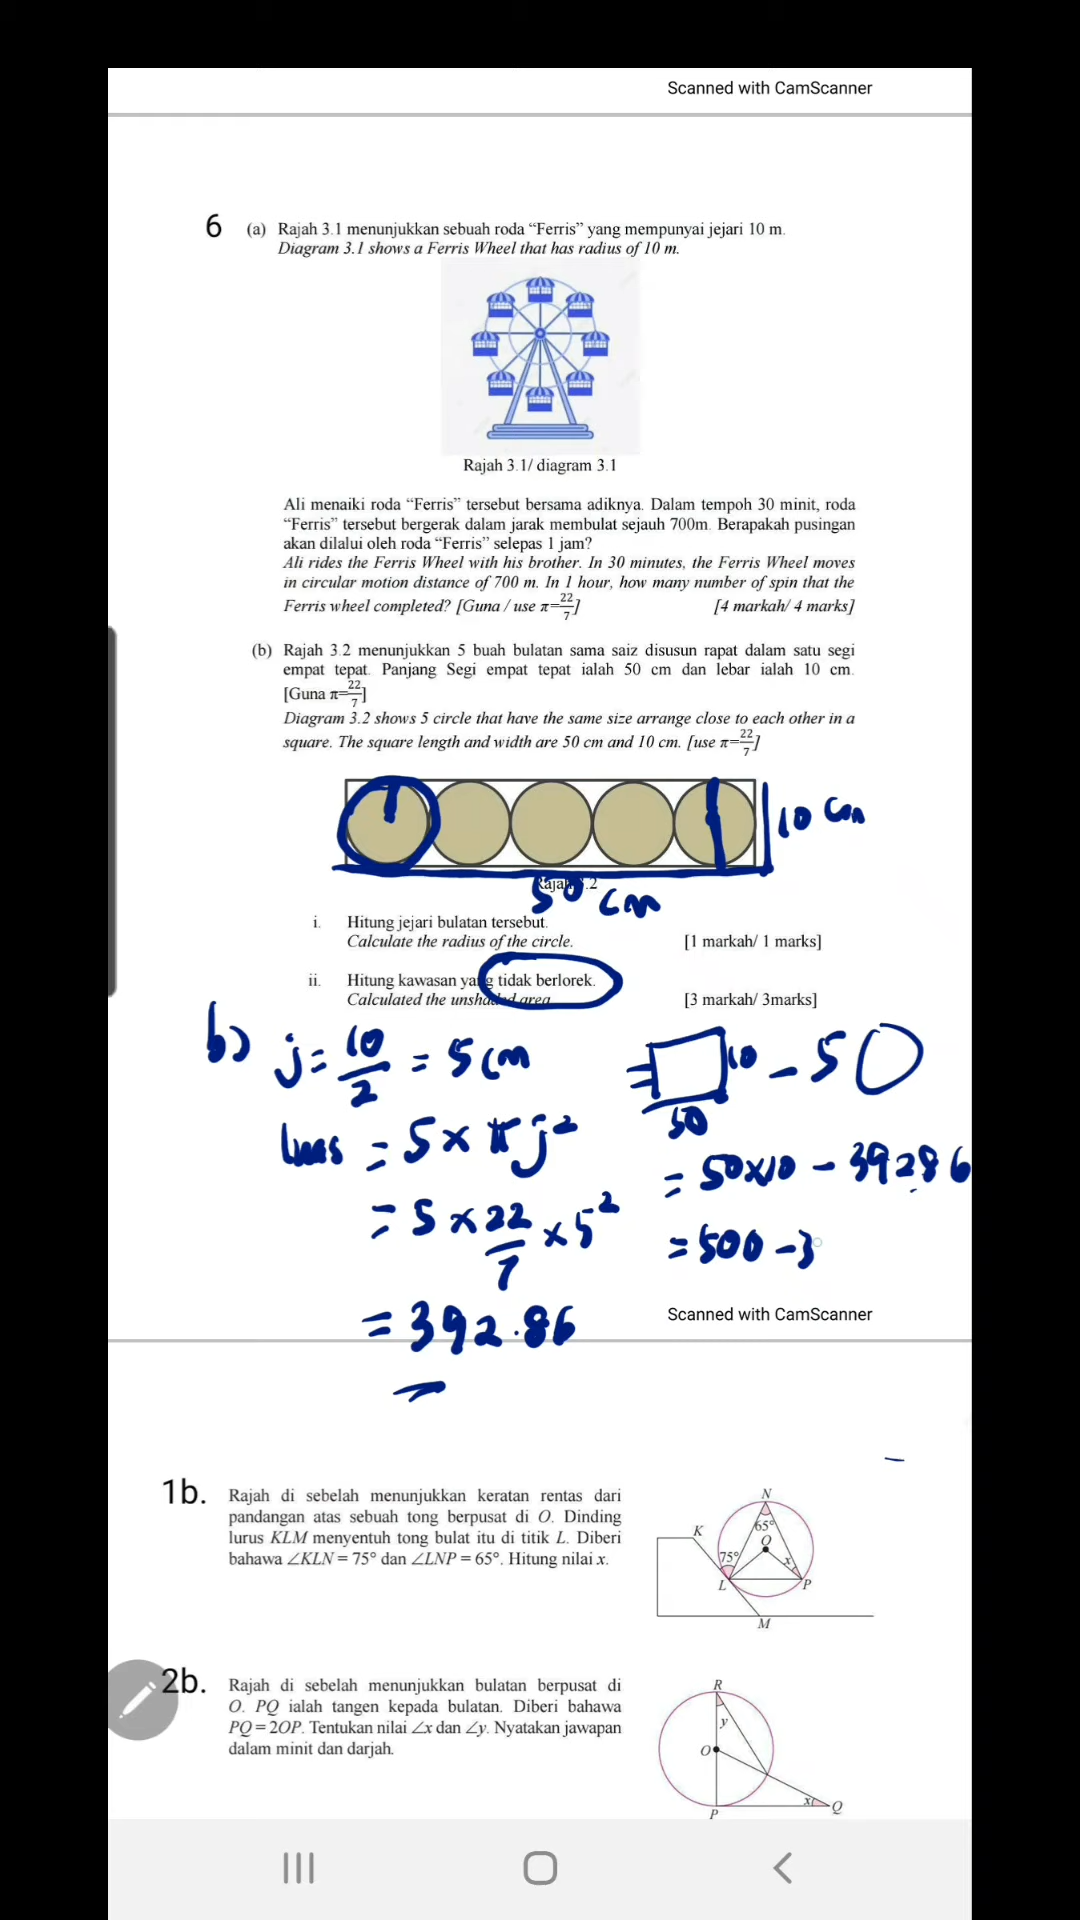 Scanned with CamScanner
6 (a) Rajah 3.1 menunjukkan sebuah roda “Ferris” yang mempunyai jejari 10 m.
Diagram 3.1 shows a Ferris Wheel that has radius of 10 m.
Rajah 3.1/ diagram 3.1
Ali menaiki roda “Ferris” tersebut bersama adiknya. Dalam tempoh 30 minit, roda
“Ferris” tersebut bergerak dalam jarak membulat sejauh 700m. Berapakah pusingan
akan dilalui oleh roda “Ferris” selepas 1 jam?
Ali rides the Ferris Wheel with his brother. In 30 minutes, the Ferris Wheel moves
in circular motion distance of 700 m. In 1 hour, how many number of spin that the
Ferris wheel completed? [Guna / use π=22/7] [4 markah/ 4 marks]
(b) Rajah 3.2 menunjukkan 5 buah bulatan sama saiz disusun rapat dalam satu segi
empat tepat. Panjang Segi empat tepat ialah 50 cm dan lebar ialah 10 cm.
[Guna π=22/7]
Diagram 3.2 shows 5 circle that have the same size arrange close to each other in a
square. The square length and width are 50 cm and 10 cm. [use π=22/7]
10 cm
Rajah 3.2
50 cm
i. Hitung jejari bulatan tersebut.
Calculate the radius of the circle. [1 markah/ 1 marks]
ii. Hitung kawasan yang tidak berlorek.
Calculated the unshaded area [3 markah/ 3marks]
b) j = 10/2 = 5 cm
luas = 5 × π j²
= 5 × 22/7 × 5²
= 392.86
= 10 - 5
50
= 50×10 - 392.86
= 500 - 3
Scanned with CamScanner
1b. Rajah di sebelah menunjukkan keratan rentas dari
pandangan atas sebuah tong berpusat di O. Dinding
lurus KLM menyentuh tong bulat itu di titik L. Diberi
bahawa ∠KLN = 75° dan ∠LNP = 65°. Hitung nilai x.
N
K
65°
O
75°
x
L
P
M
2b. Rajah di sebelah menunjukkan bulatan berpusat di
O. PQ ialah tangen kepada bulatan. Diberi bahawa
PQ = 2OP. Tentukan nilai ∠x dan ∠y. Nyatakan jawapan
dalam minit dan darjah.
R
y
O
x
Q
P